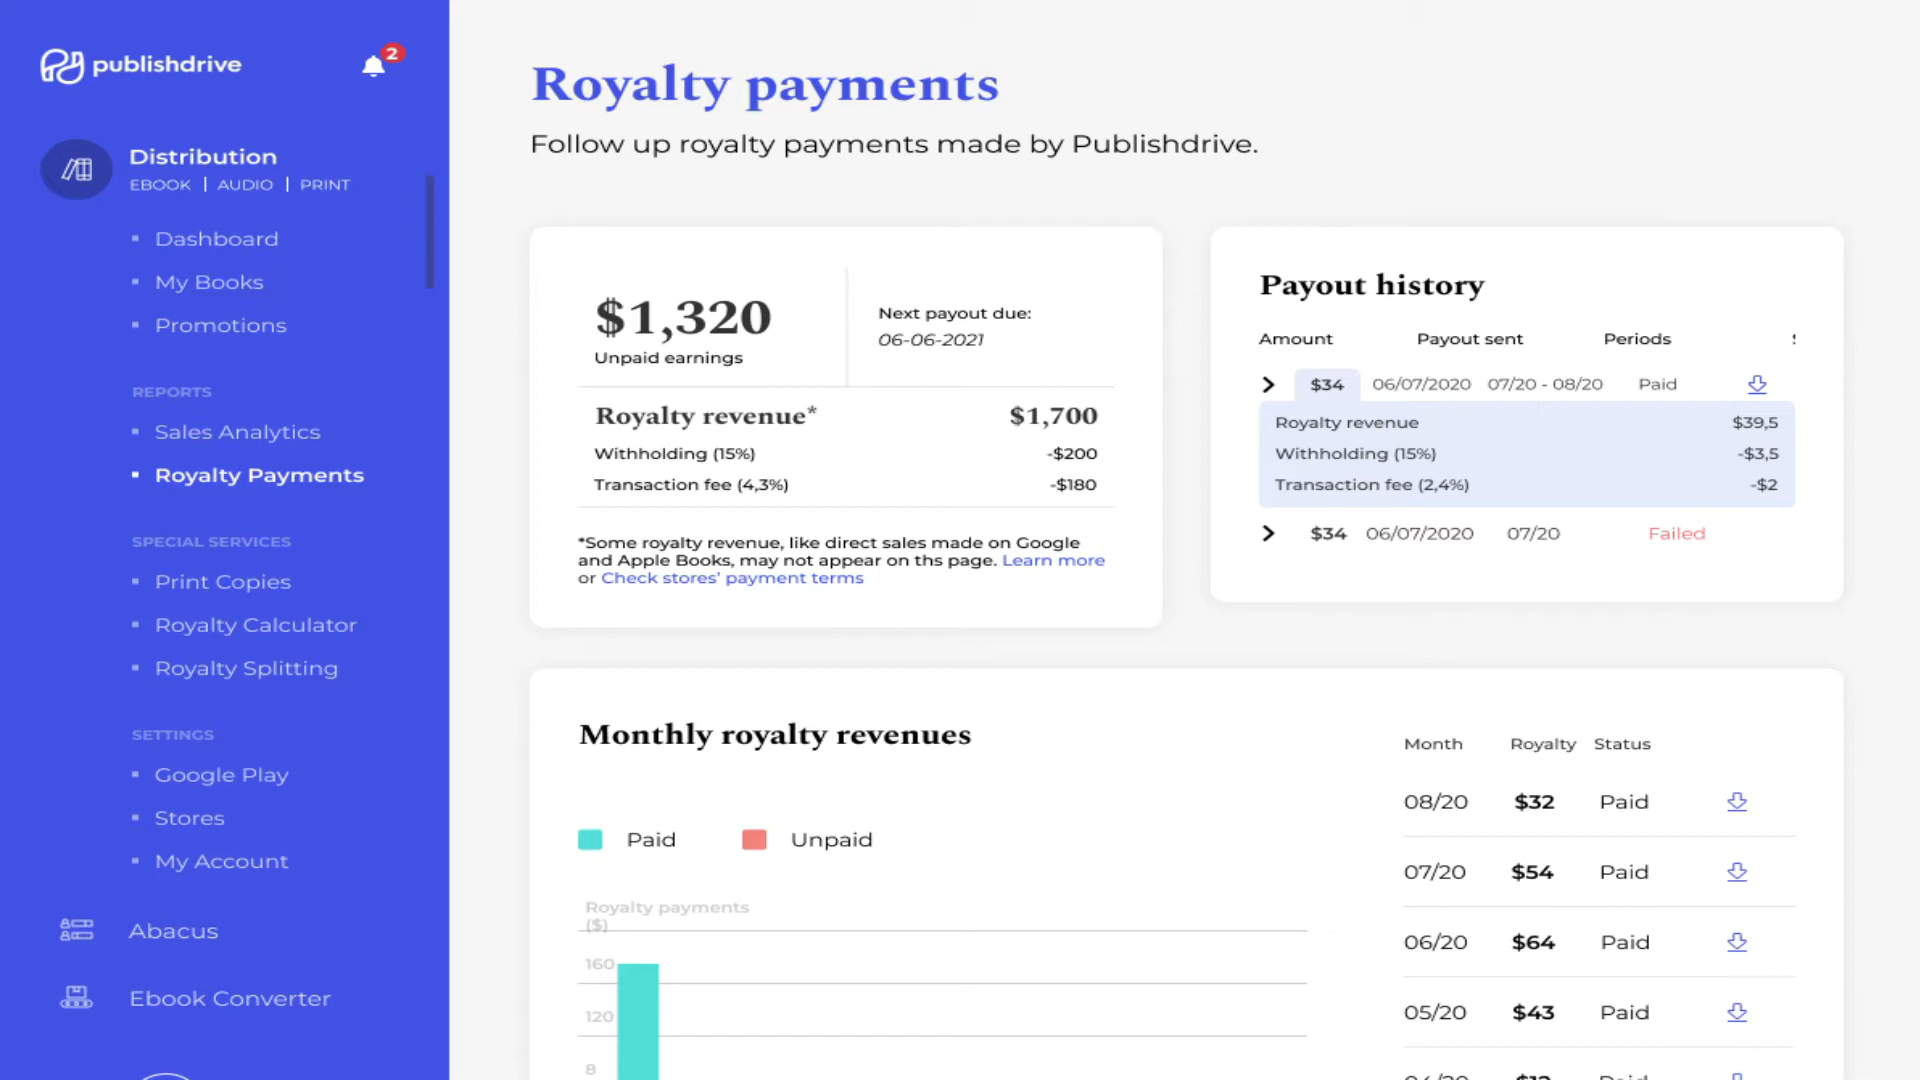 publishdrive
2
Distribution
EBOOK | AUDIO | PRINT
Dashboard
My Books
Promotions
REPORTS
Sales Analytics
Royalty Payments
SPECIAL SERVICES
Print Copies
Royalty Calculator
Royalty Splitting
SETTINGS
Google Play
Stores
My Account
Abacus
Ebook Converter
Royalty payments
Follow up royalty payments made by Publishdrive.
$1,320
Unpaid earnings
Next payout due:
06-06-2021
Royalty revenue* $1,700
Withholding (15%) -$200
Transaction fee (4,3%) -$180
*Some royalty revenue, like direct sales made on Google
and Apple Books, may not appear on ths page. Learn more
or Check stores' payment terms
Payout history
Amount Payout sent Periods
$34 06/07/2020 07/20 - 08/20 Paid
Royalty revenue $39,5
Withholding (15%) -$3,5
Transaction fee (2,4%) -$2
$34 06/07/2020 07/20 Failed
Monthly royalty revenues
Paid Unpaid
Royalty payments
($)
160
120
8
Month Royalty Status
08/20 $32 Paid
07/20 $54 Paid
06/20 $64 Paid
05/20 $43 Paid